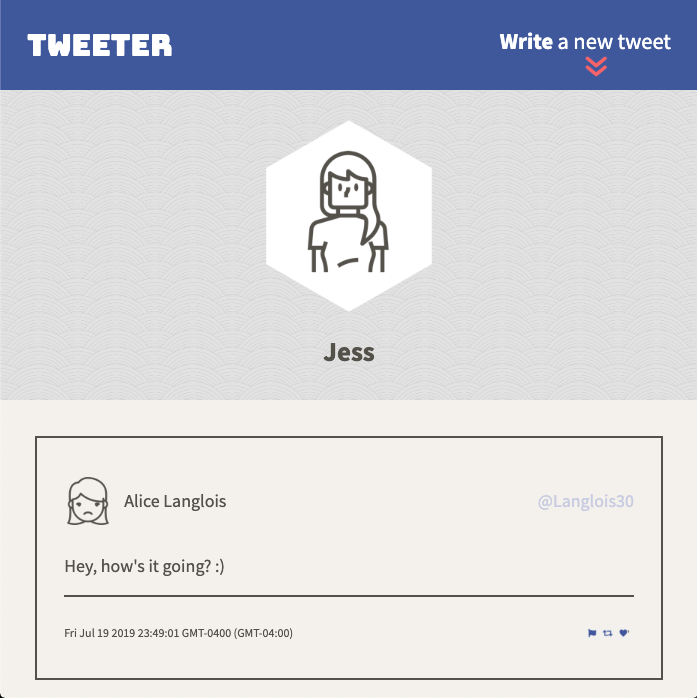 TWEETER
Write a new tweet
Jess
Alice Langlois
@Langlois30
Hey, how's it going? :)
Fri Jul 19 2019 23:49:01 GMT-0400 (GMT-04:00)